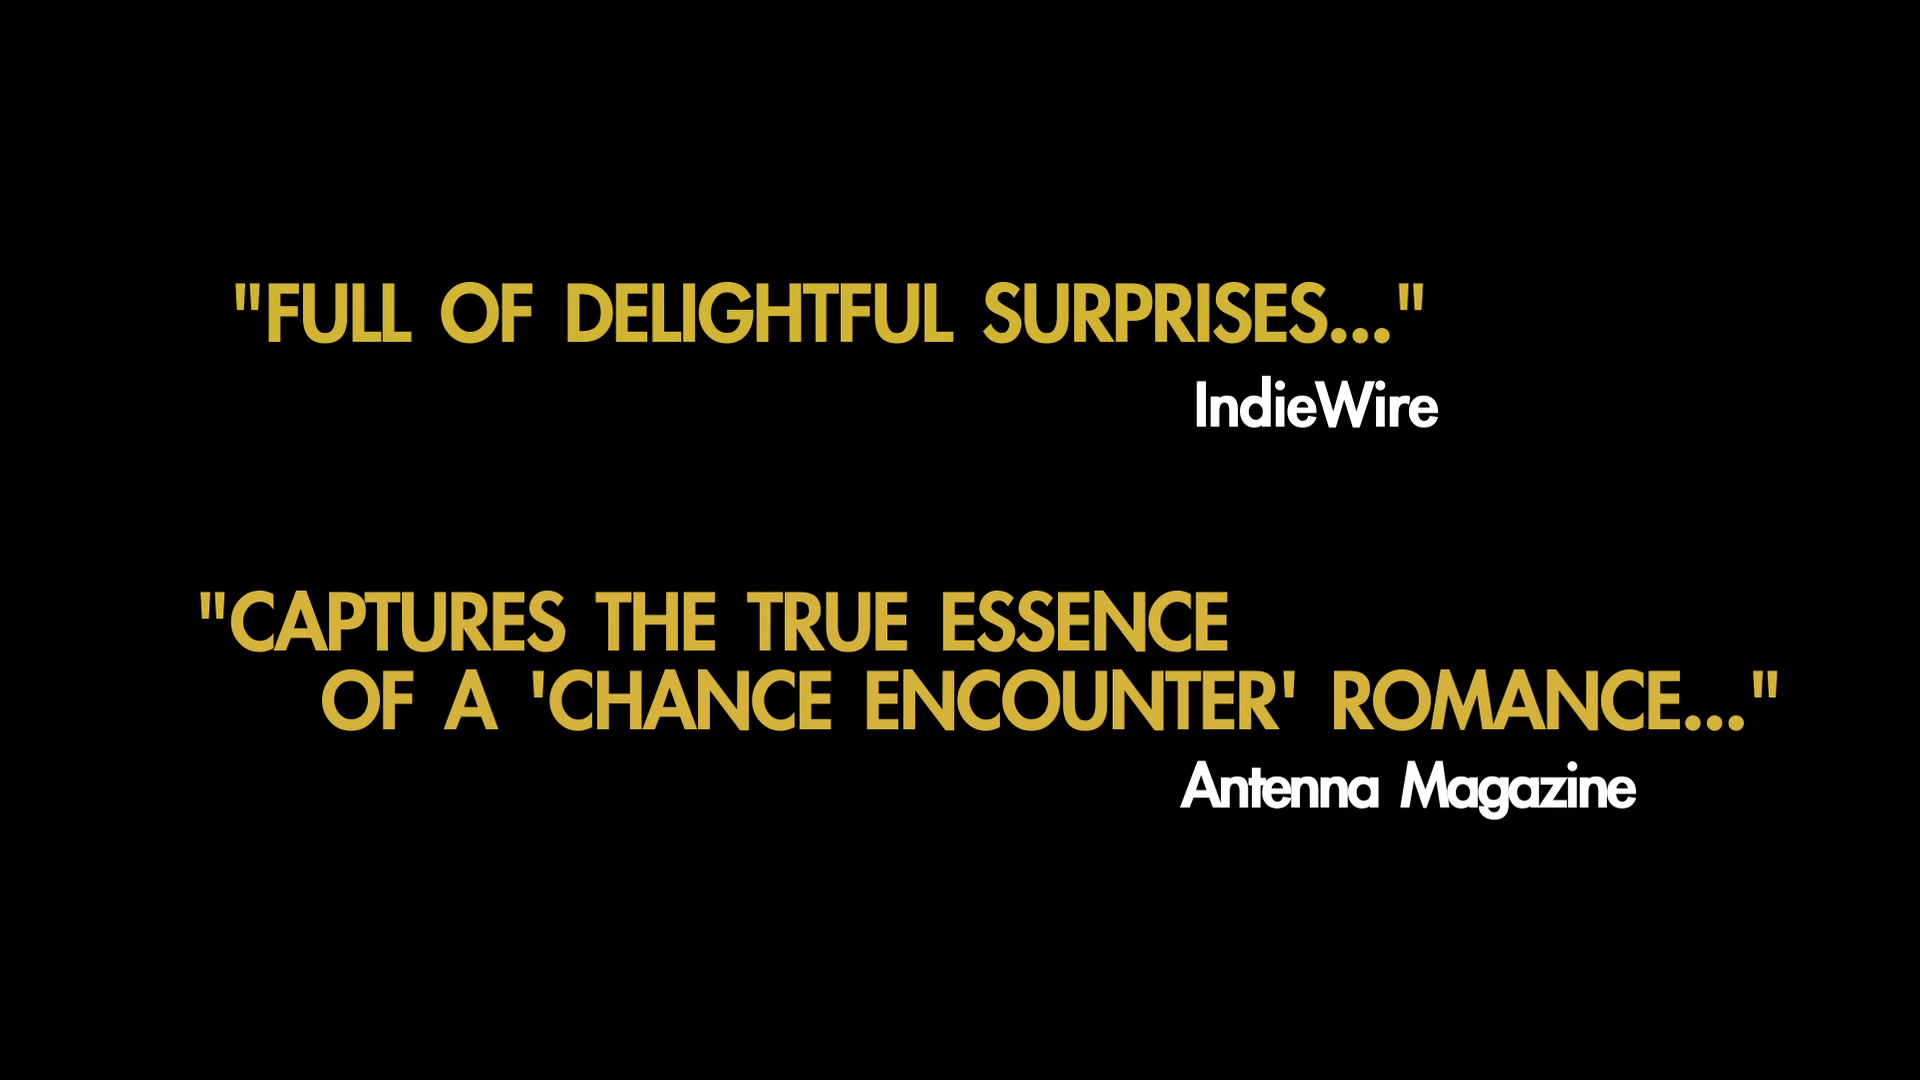 "FULL OF DELIGHTFUL SURPRISES..."
IndieWire
"CAPTURES THE TRUE ESSENCE
OF A 'CHANCE ENCOUNTER' ROMANCE..."
Antenna Magazine